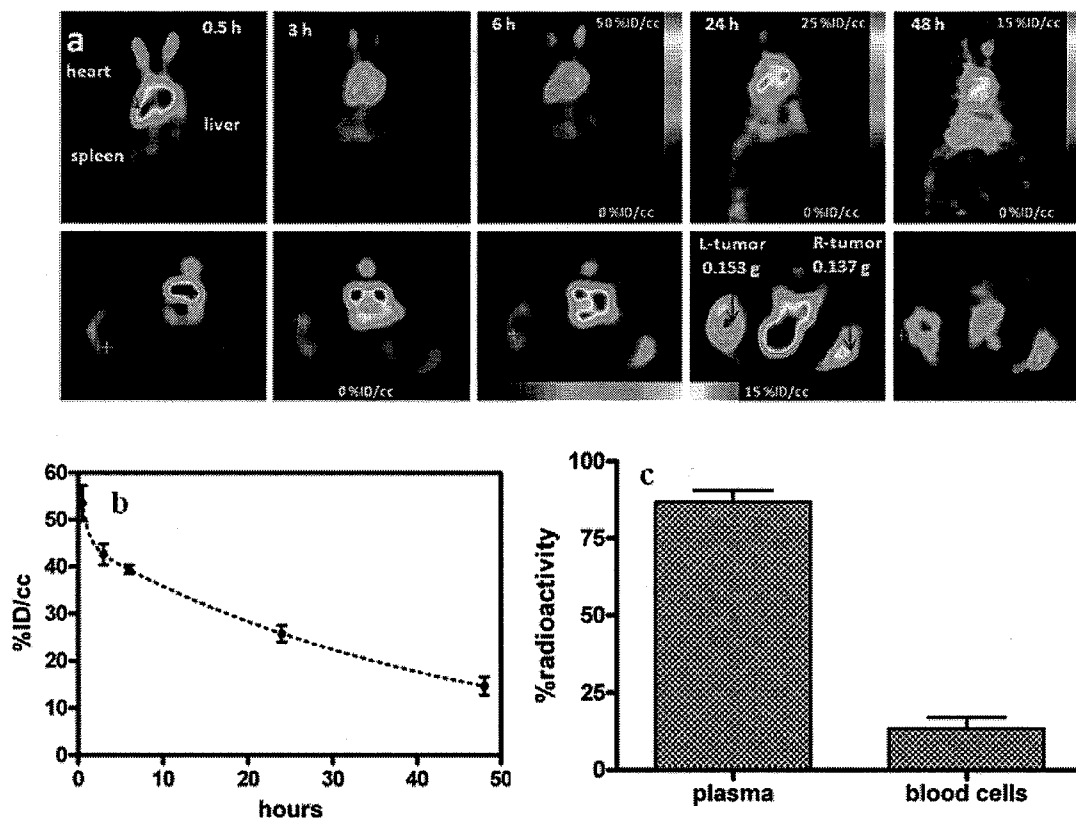 a
0.5 h
3 h
6 h
50 %ID/cc
24 h
25 %ID/cc
48 h
15 %ID/cc
heart
liver
spleen
0 %ID/cc
0 %ID/cc
0 %ID/cc
L-tumor
0.153 g
R-tumor
0.137 g
0 %ID/cc
15 %ID/cc
b
%ID/cc
60
50
40
30
20
10
0
0
10
20
30
40
50
hours
c
%radioactivity
100
75
50
25
0
plasma
blood cells